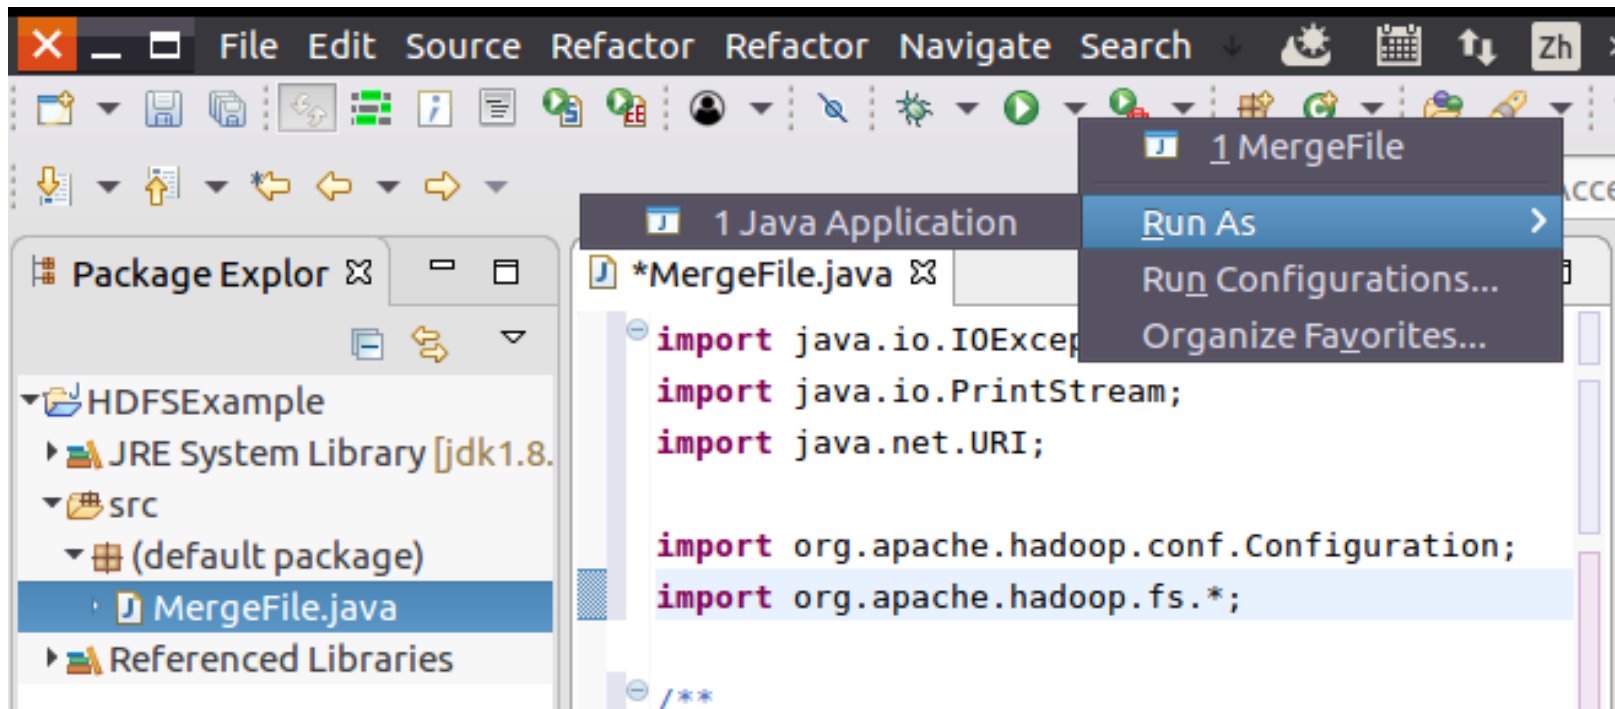 File Edit Source Refactor Refactor Navigate Search Zh
1 MergeFile
1 Java Application
Run As
Run Configurations...
Organize Favorites...
Package Explor
*MergeFile.java
HDFSExample
JRE System Library [jdk1.8.
src
(default package)
MergeFile.java
Referenced Libraries
import java.io.IOExcep
import java.io.PrintStream;
import java.net.URI;
import org.apache.hadoop.conf.Configuration;
import org.apache.hadoop.fs.*;
/**